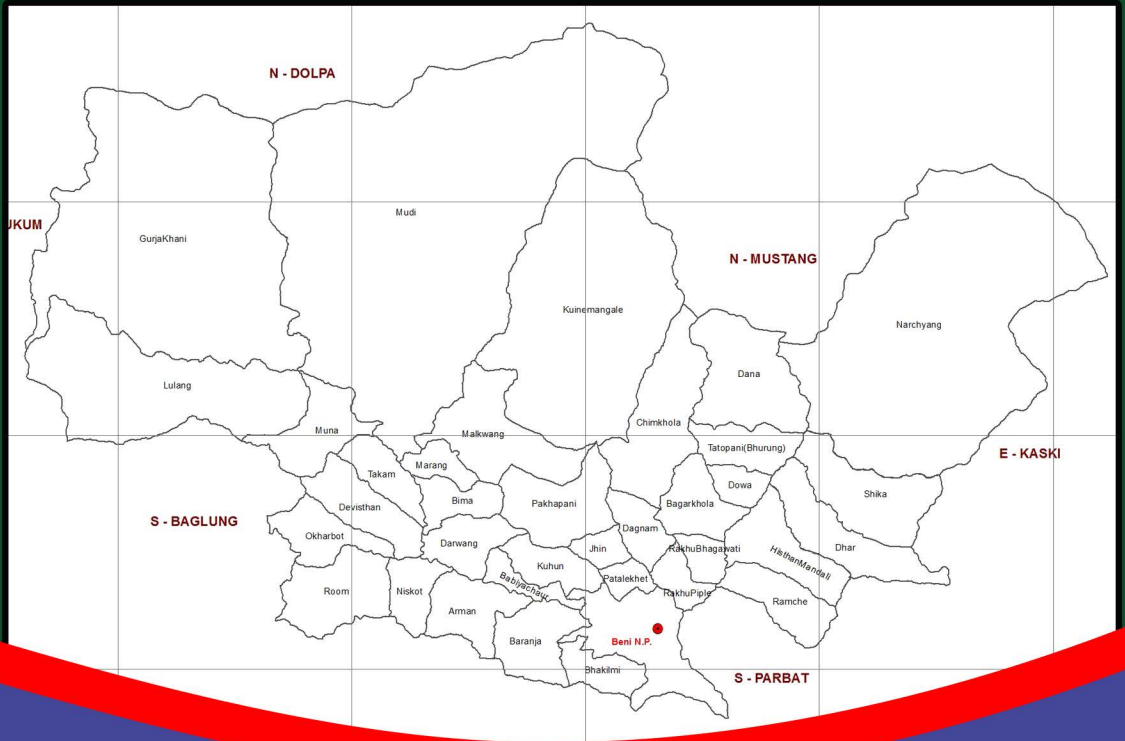 N - DOLPA
Mudi
JKUM
GurjaKhani
N - MUSTANG
Kuinemangale
Narchyang
Dana
Lulang
Chimkhola
Muna
Malkwang
Tatopani(Bhurung)
E - KASKI
Marang
Takam
Dowa
Shika
Bima
Pakhapani
Bagarkhola
Devisthan
S - BAGLUNG
Dagnam
Okharbot
Darwang
Jhin
RakhuBhagawati
Dhar
HisthanMandali
Kuhun
Patalekhet
Babiyachaur
Room
Niskot
RakhuPiple
Ramche
Arman
Baranja
Beni N.P.
Bhakilmi
S - PARBAT